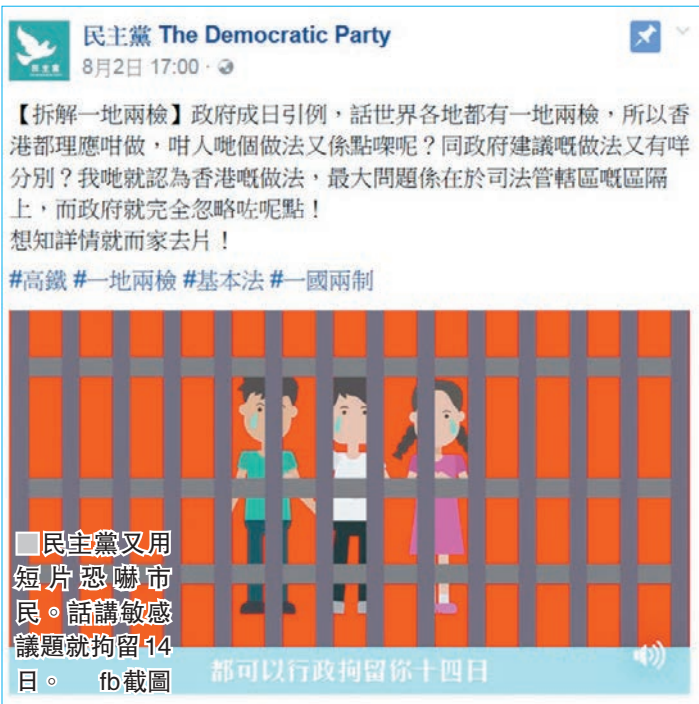 民主黨 The Democratic Party
民主黨
8月2日 17:00 ·
【拆解一地兩檢】政府成日引例，話世界各地都有一地兩檢，所以香
港都理應咁做，咁人哋個做法又係點㗎呢？同政府建議嘅做法又有咩
分別？我哋就認為香港嘅做法，最大問題係在於司法管轄區嘅區隔
上，而政府就完全忽略咗呢點！
想知詳情就而家去片！
#高鐵 #一地兩檢 #基本法 #一國兩制
■民主黨又用
短片恐嚇市
民。話講敏感
議題就拘留14
日。 fb截圖
都可以行政拘留你十四日